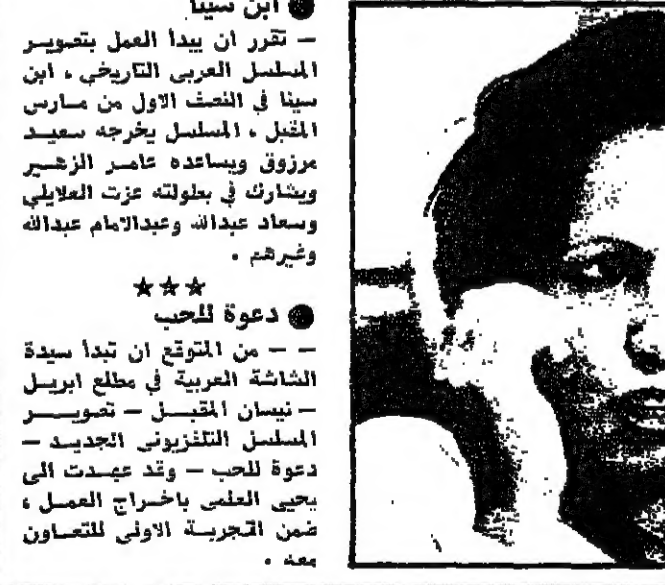 ● ابن سينا
— تقرر ان يبدا العمل بتصوير
المسلسل العربى التاريخي ، ابن
سينا في النصف الاول من مارس
المقبل ، المسلسل يخرجه سعيد
مرزوق ويساعده عامر الزهير
ويشارك في بطولته عزت العلايلي
وسعاد عبدالله وعبدالامام عبدالله
وغيرهم .
★★★
● دعوة للحب
— — من المتوقع ان تبدا سيدة
الشاشة العربية في مطلع ابريل
— نيسان المقبل — تصوير
المسلسل التلفزيونى الجديد —
دعوة للحب — وقد عهدت الى
يحيى العلمى باخراج العمل ،
ضمن التجربة الاولى للتعاون
معه .